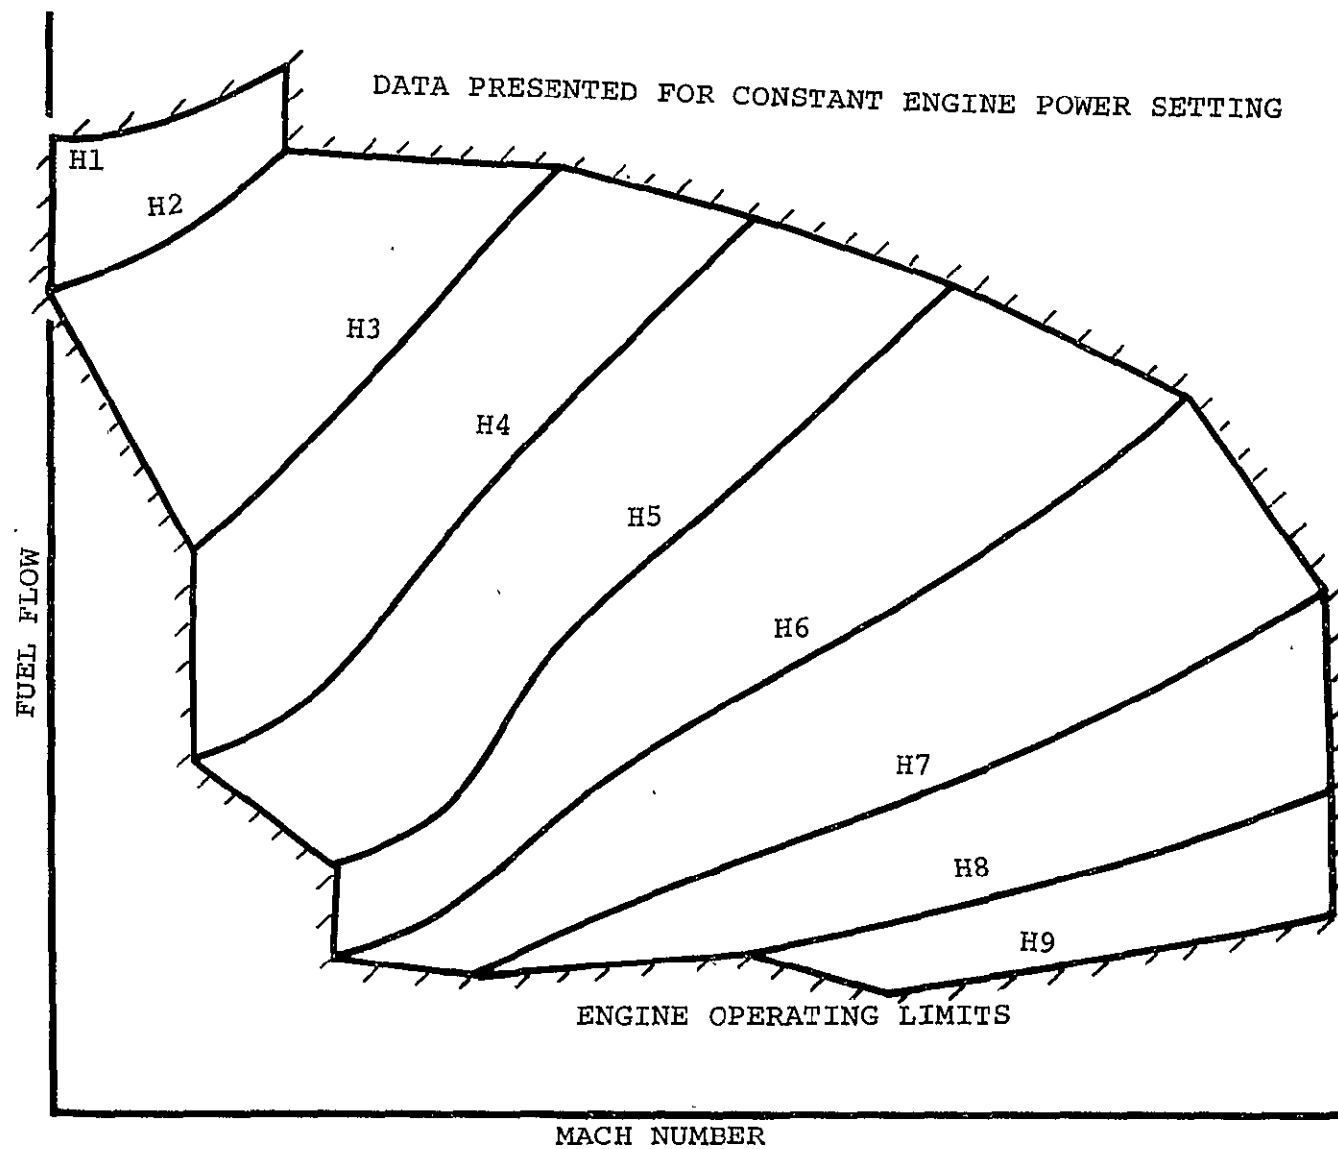 DATA PRESENTED FOR CONSTANT ENGINE POWER SETTING
H1
H2
H3
H4
H5
H6
H7
H8
H9
FUEL FLOW
ENGINE OPERATING LIMITS
MACH NUMBER